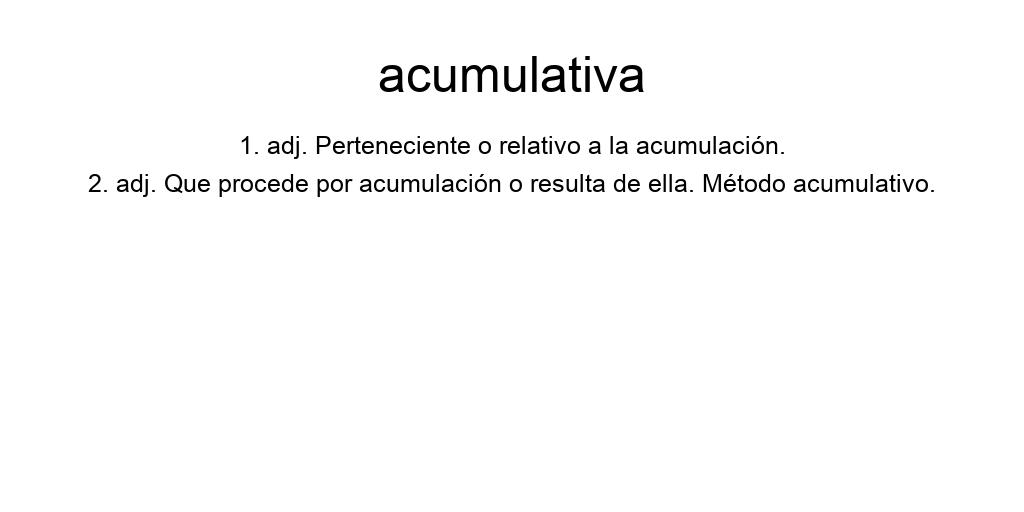 acumulativa
1. adj. Perteneciente o relativo a la acumulación.
2. adj. Que procede por acumulación o resulta de ella. Método acumulativo.